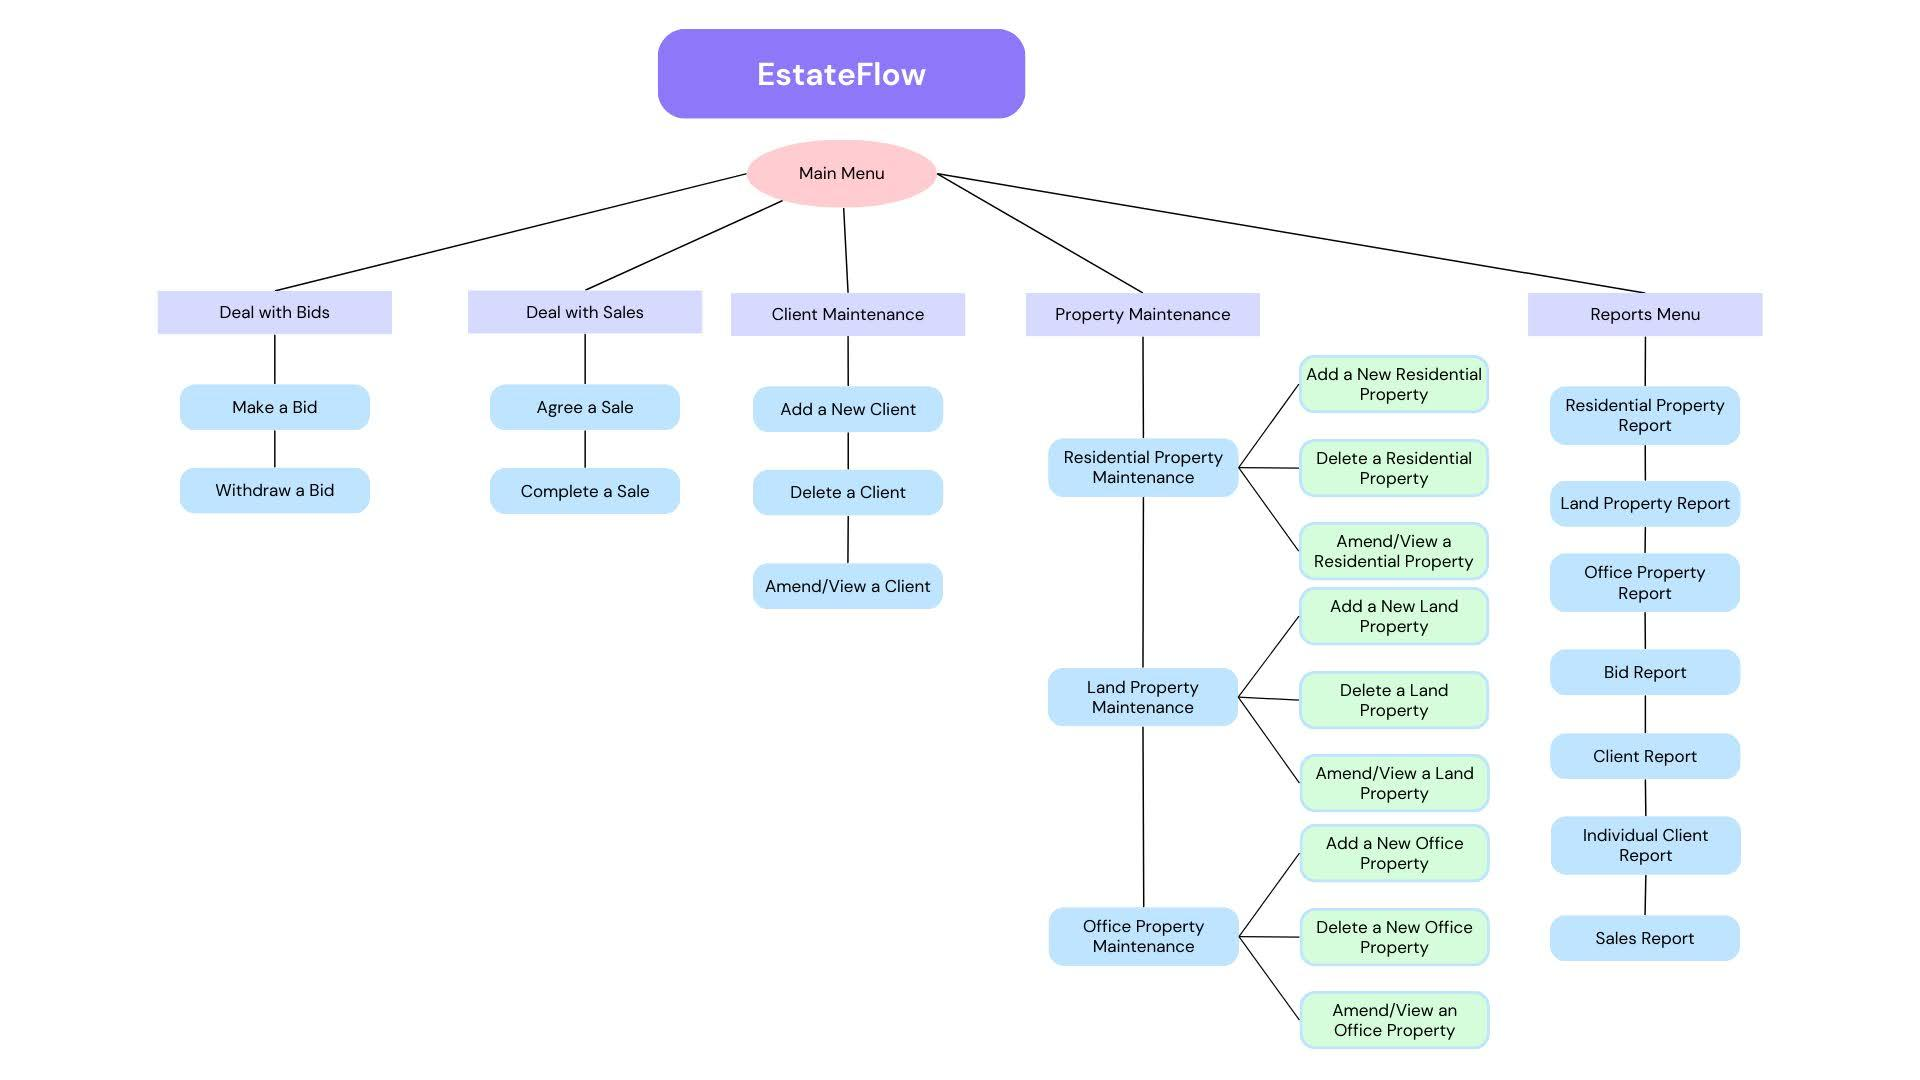 EstateFlow
Main Menu
Deal with Bids
Make a Bid
Withdraw a Bid
Deal with Sales
Agree a Sale
Complete a Sale
Client Maintenance
Add a New Client
Delete a Client
Amend/View a Client
Property Maintenance
Residential Property
Maintenance
Add a New Residential
Property
Delete a Residential
Property
Amend/View a
Residential Property
Land Property
Maintenance
Add a New Land
Property
Delete a Land
Property
Amend/View a Land
Property
Office Property
Maintenance
Add a New Office
Property
Delete a New Office
Property
Amend/View an
Office Property
Reports Menu
Residential Property
Report
Land Property Report
Office Property
Report
Bid Report
Client Report
Individual Client
Report
Sales Report